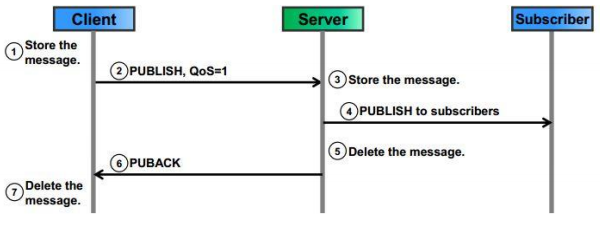 Client Server Subscriber
1 Store the
message.
2 PUBLISH, QoS=1
3 Store the message.
4 PUBLISH to subscribers
5 Delete the message.
6 PUBACK
7 Delete the
message.